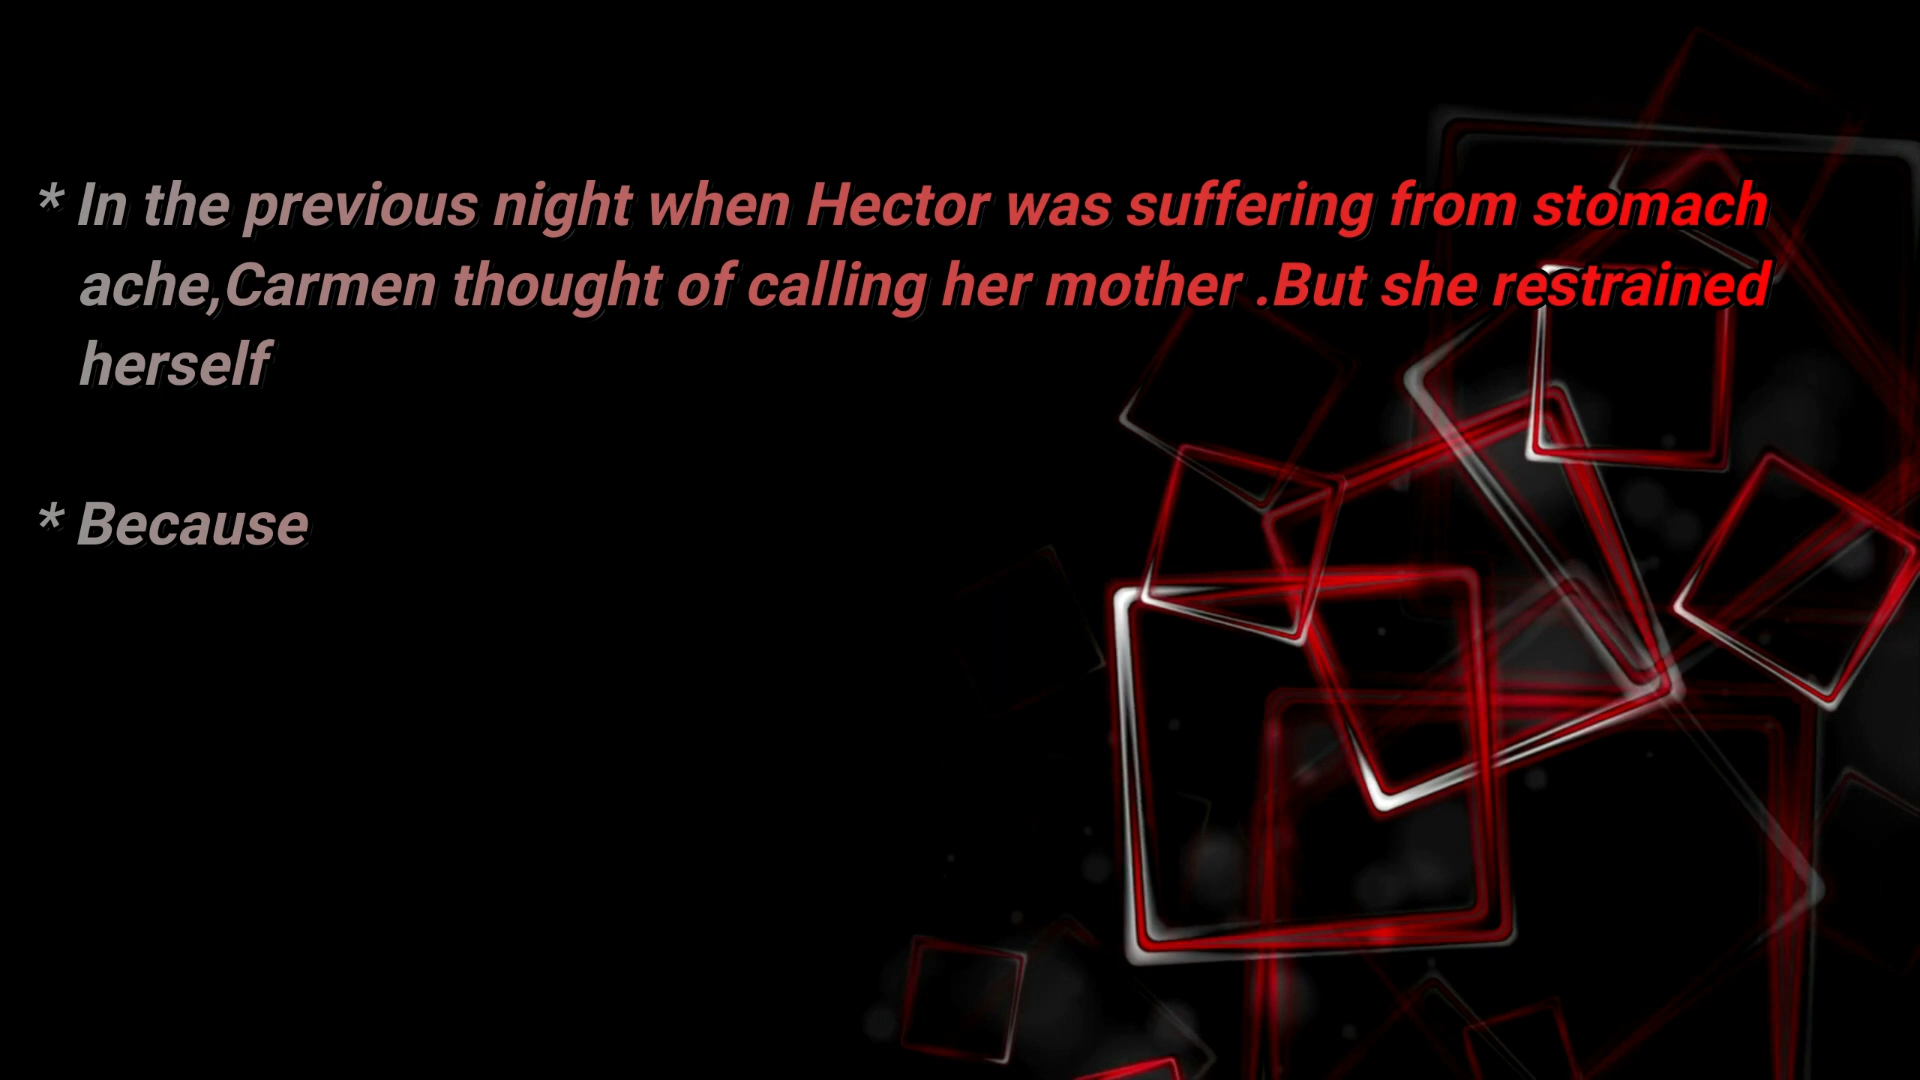 * In the previous night when Hector was suffering from stomach
ache,Carmen thought of calling her mother .But she restrained
herself
* Because